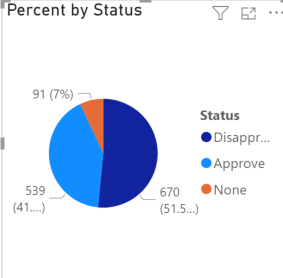 Percent by Status
91 (7%)
Status
Disappr...
Approve
None
539
(41....)
670
(51.5...)